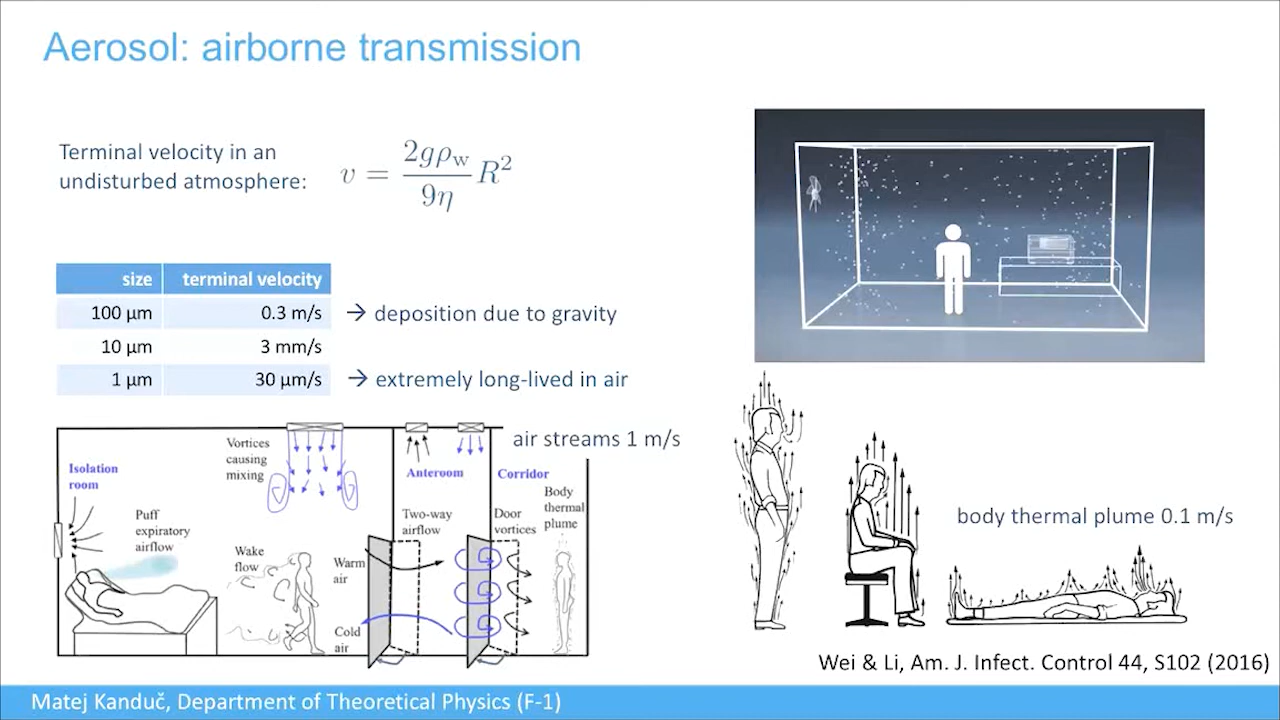 Aerosol: airborne transmission
Terminal velocity in an
undisturbed atmosphere:
v = 2gρw/9η R²
size terminal velocity
100 µm 0.3 m/s → deposition due to gravity
10 µm 3 mm/s
1 µm 30 µm/s → extremely long-lived in air
air streams 1 m/s
Isolation
room
Vortices
causing
mixing
Anteroom
Corridor
Puff
expiratory
airflow
Wake
flow
Warm
air
Cold
air
Two-way
airflow
Door
vortices
Body
thermal
plume
body thermal plume 0.1 m/s
Wei & Li, Am. J. Infect. Control 44, S102 (2016)
Matej Kanduč, Department of Theoretical Physics (F-1)